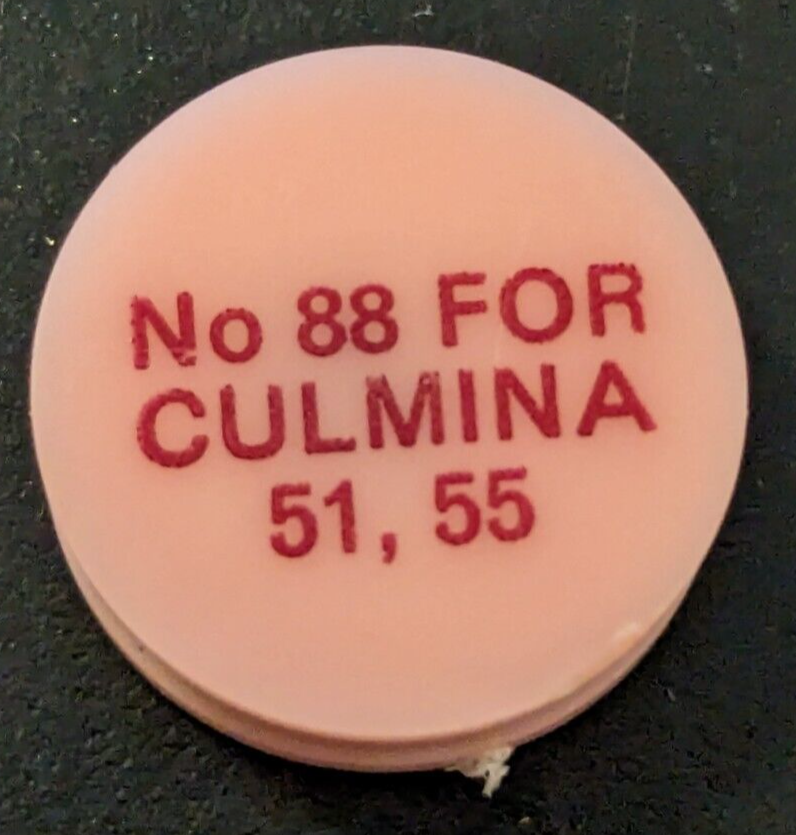 No 88 FOR
CULMINA
51, 55